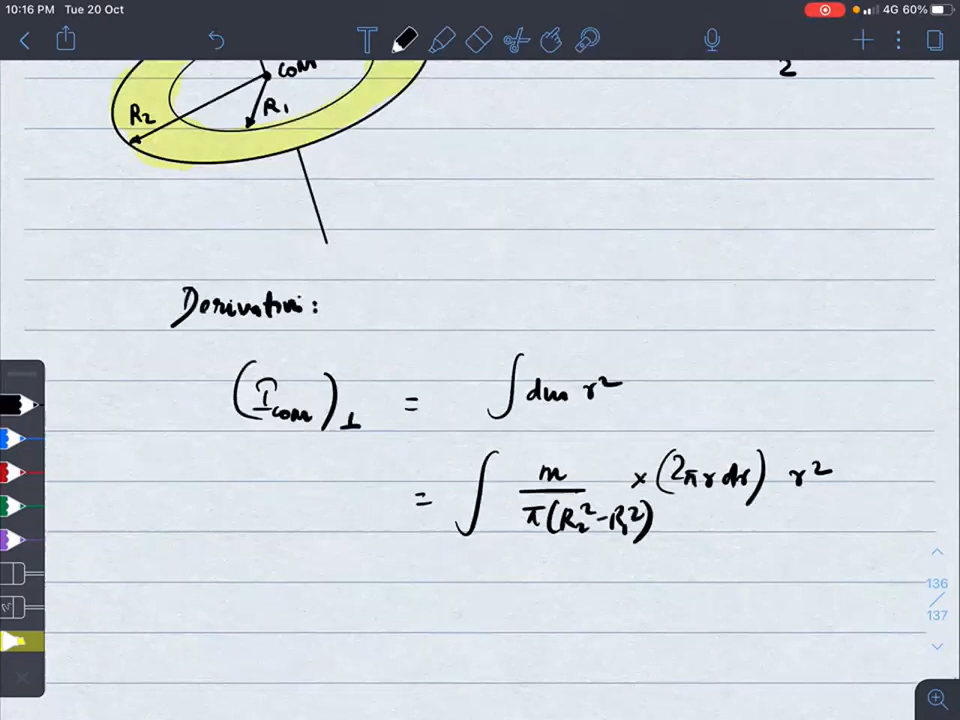 10:16 PM Tue 20 Oct 4G 60%
T
COM
2
R2
R1
Derivation:
(I_COM)⊥ = ∫ dm r²
= ∫ m / π(R₂² - R₁²) × (2πr dr) r²
136
/
137